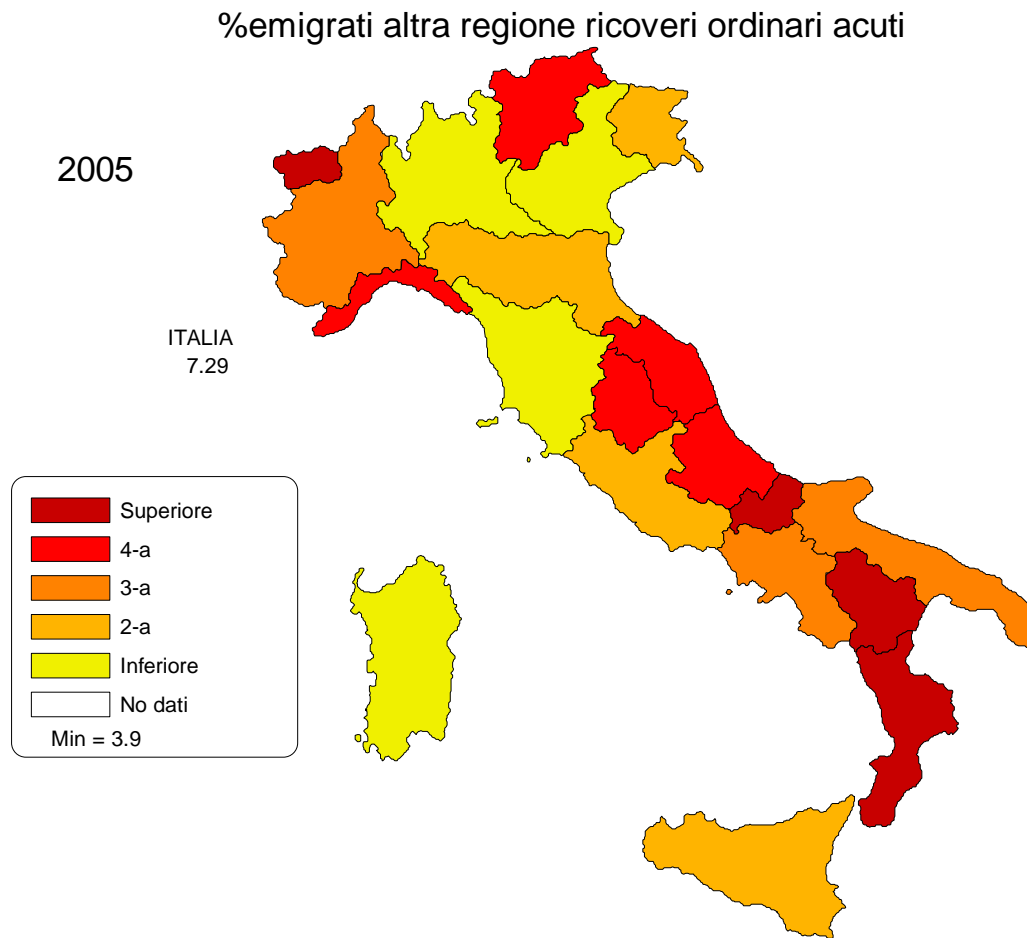 %emigrati altra regione ricoveri ordinari acuti
2005
ITALIA
7.29
Superiore
4-a
3-a
2-a
Inferiore
No dati
Min = 3.9